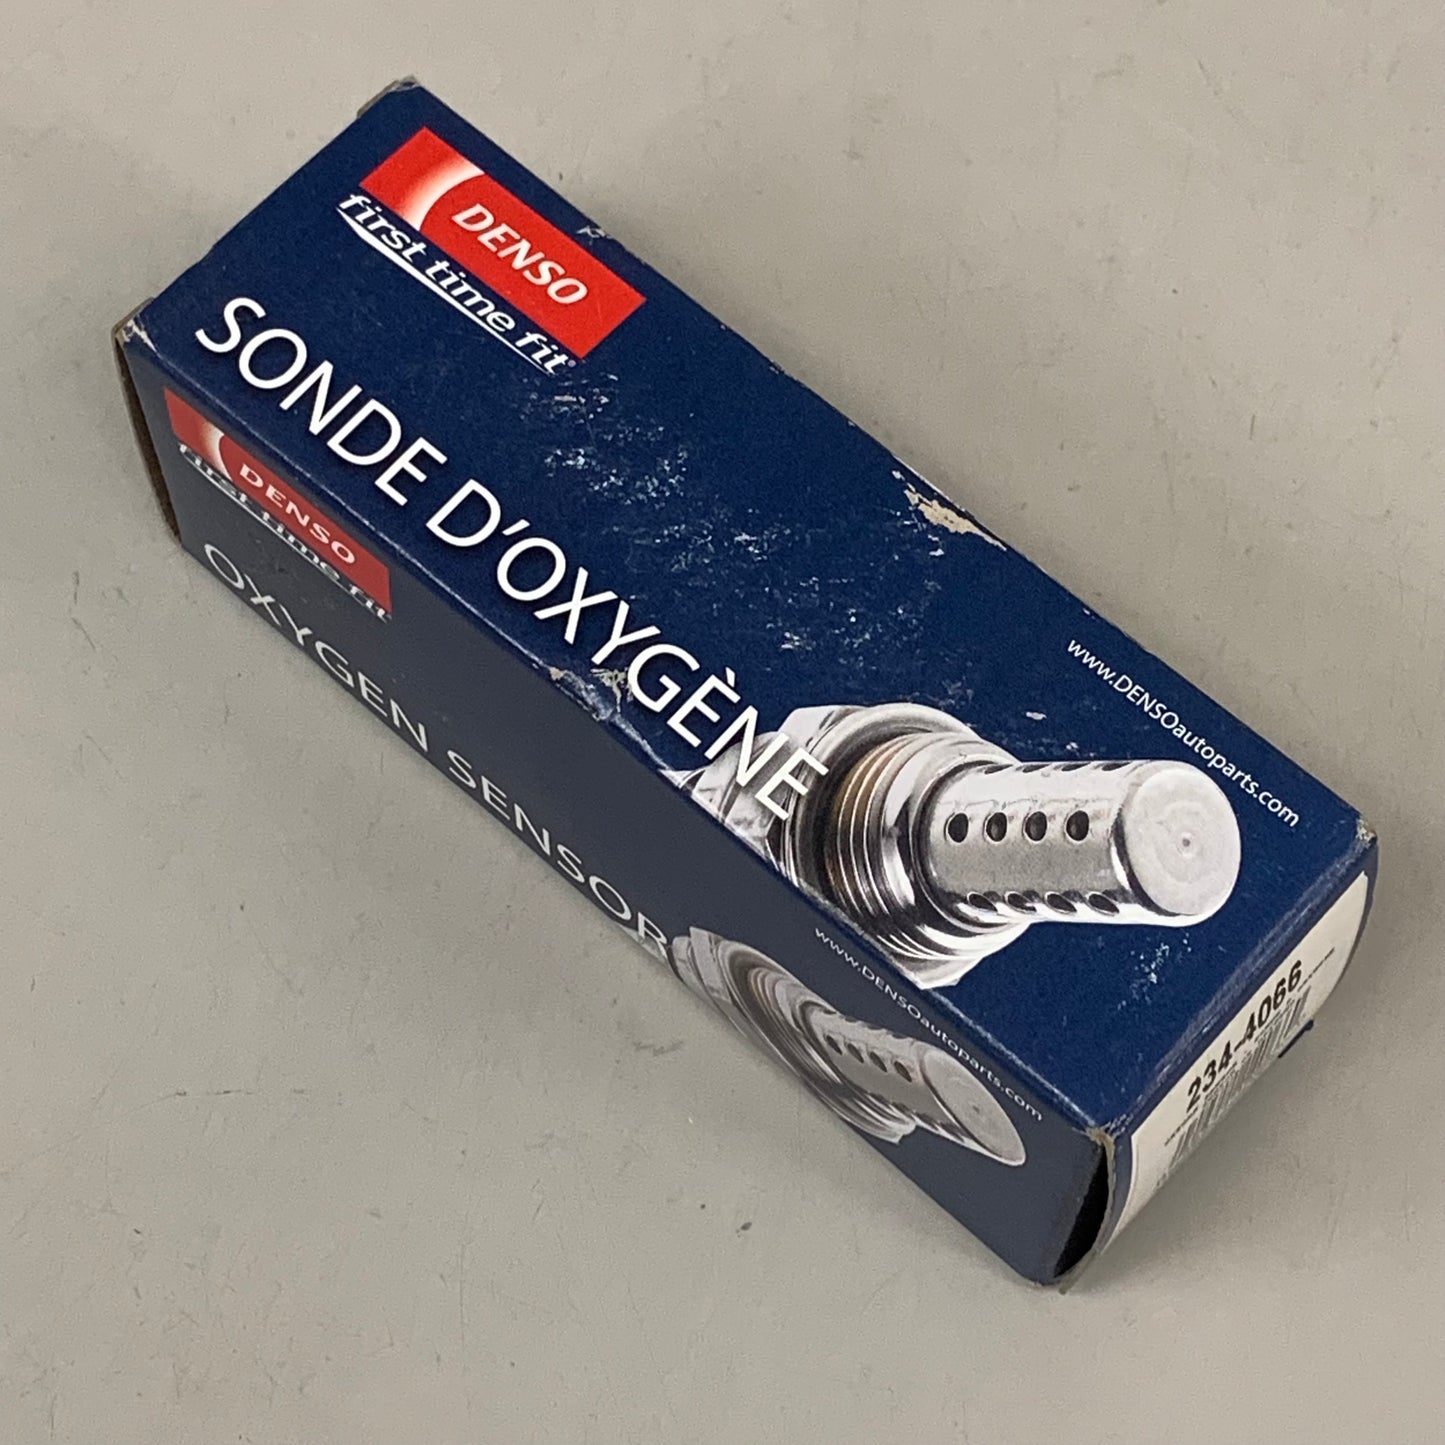 DENSO
first time fit®
SONDE D'OXYGÈNE
www.DENSOautoparts.com
DENSO
first time fit
OXYGEN SENSOR
www.DENSOautoparts.com
234-4066